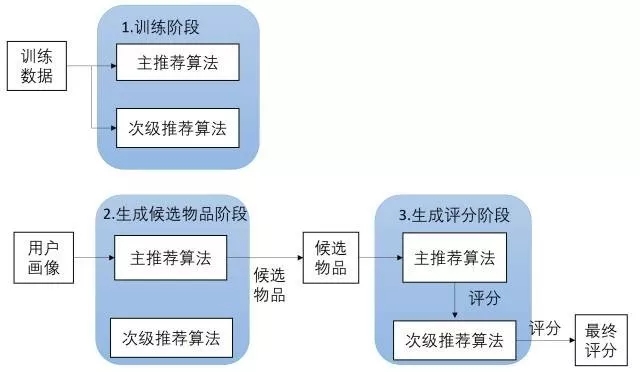 1.训练阶段
训练
数据
主推荐算法
次级推荐算法
2.生成候选物品阶段
用户
画像
主推荐算法
候选
物品
次级推荐算法
候选
物品
3.生成评分阶段
主推荐算法
评分
次级推荐算法
评分
最终
评分